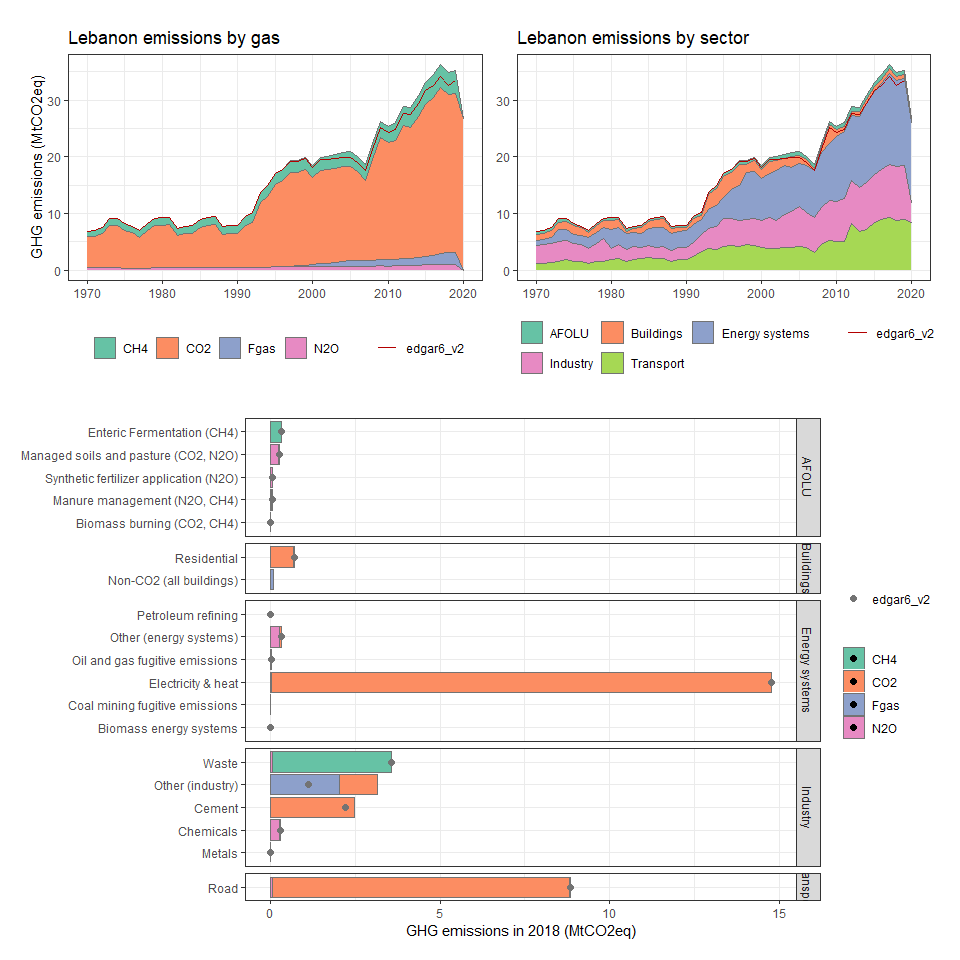 Lebanon emissions by gas
Lebanon emissions by sector
GHG emissions (MtCO2eq)
30
20
10
0
1970 1980 1990 2000 2010 2020
30
20
10
0
1970 1980 1990 2000 2010 2020
CH4 CO2 Fgas N2O edgar6_v2
AFOLU Buildings Energy systems edgar6_v2
Industry Transport
Enteric Fermentation (CH4)
Managed soils and pasture (CO2, N2O)
Synthetic fertilizer application (N2O)
Manure management (N2O, CH4)
Biomass burning (CO2, CH4)
AFOLU
Residential
Non-CO2 (all buildings)
Buildings
Petroleum refining
Other (energy systems)
Oil and gas fugitive emissions
Electricity & heat
Coal mining fugitive emissions
Biomass energy systems
Energy systems
Waste
Other (industry)
Cement
Chemicals
Metals
Industry
Road
ansp
0 5 10 15
GHG emissions in 2018 (MtCO2eq)
edgar6_v2
CH4
CO2
Fgas
N2O